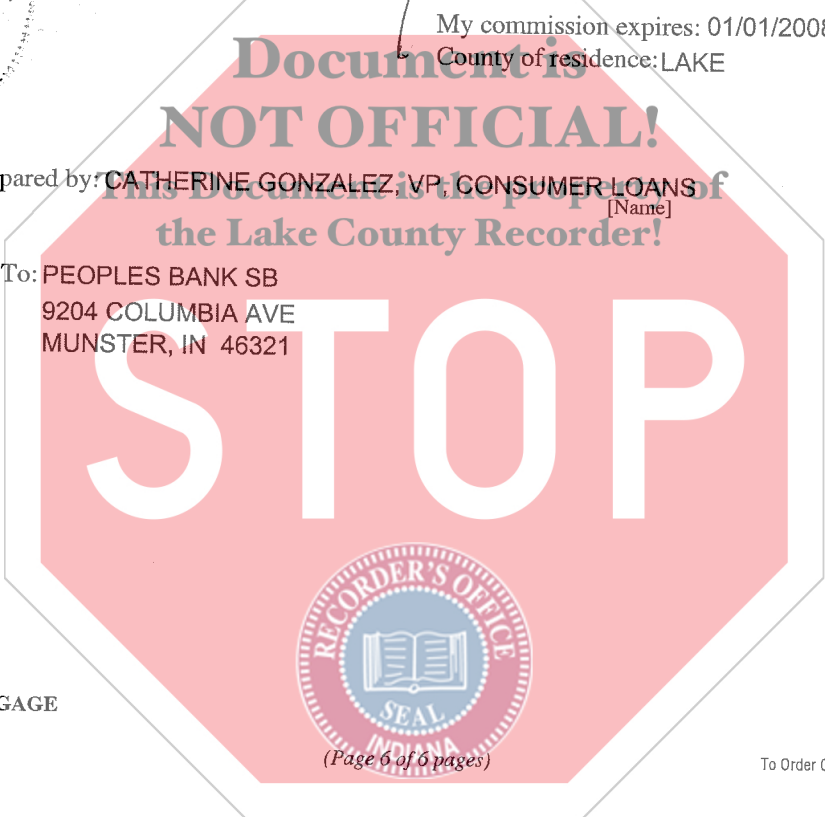 My commission expires: 01/01/2008
County of residence: LAKE
Document is
NOT OFFICIAL!
pared by: CATHERINE GONZALEZ, VP, CONSUMER LOANS
[Name]
This Document is the property of
the Lake County Recorder!
To: PEOPLES BANK SB
9204 COLUMBIA AVE
MUNSTER, IN 46321
STOP
RECORDER'S OFFICE
SEAL
INDIANA
GAGE
(Page 6 of 6 pages)
To Order